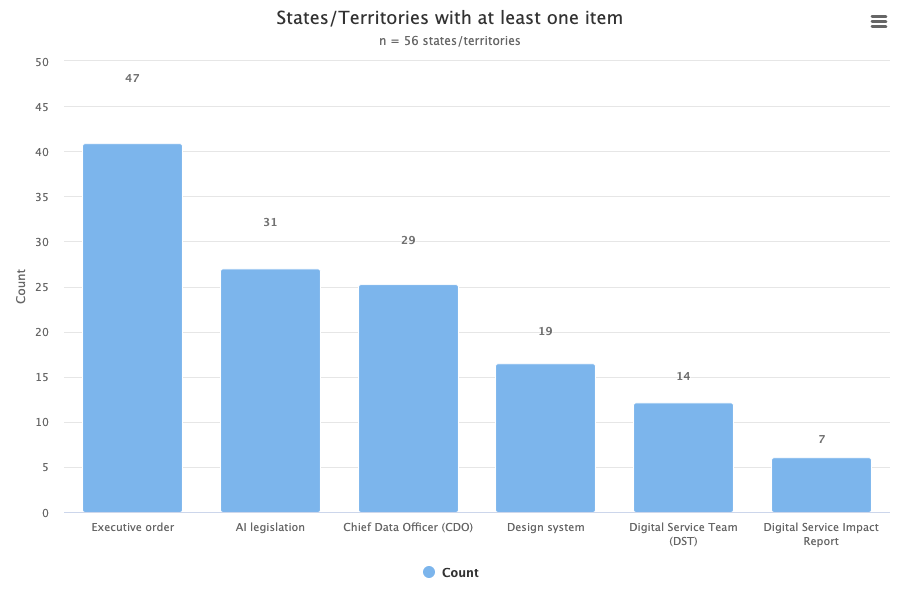 States/Territories with at least one item
n = 56 states/territories
Count
50
45
40
35
30
25
20
15
10
5
0
47
31
29
19
14
7
Executive order
AI legislation
Chief Data Officer (CDO)
Design system
Digital Service Team
(DST)
Digital Service Impact
Report
Count